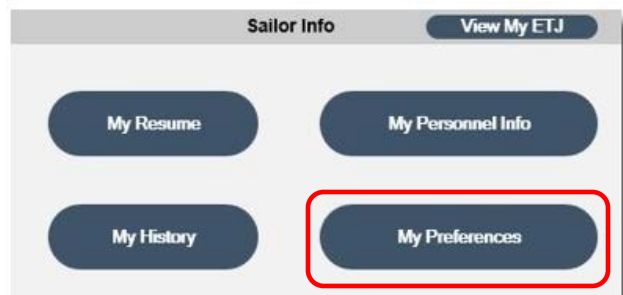 Sailor Info View My ETJ
My Resume My Personnel Info
My History My Preferences